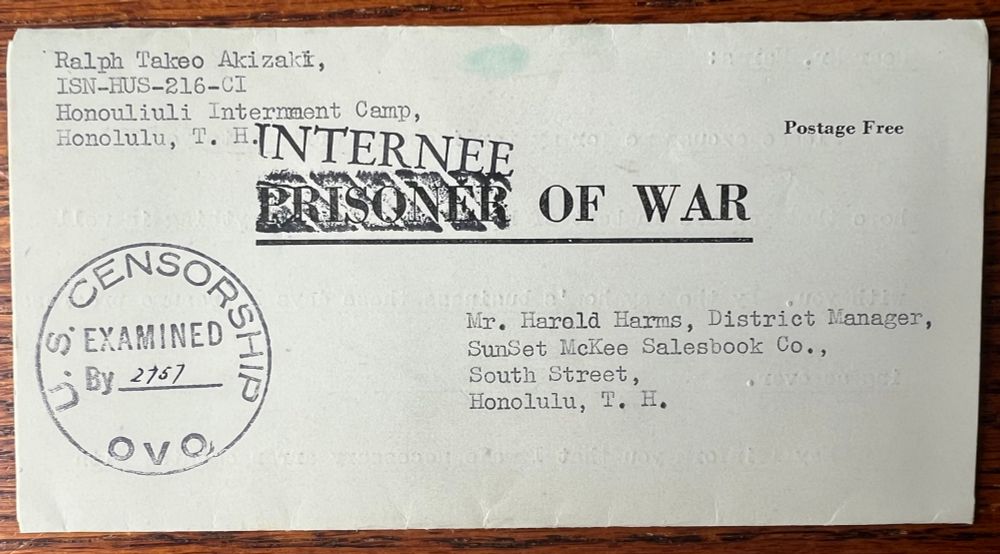 Ralph Takeo Akizaki,
ISN-HUS-216-CI
Honouliuli Internment Camp,
Honolulu, T. H.
Postage Free
INTERNEE
PRISONER OF WAR
U.S. CENSORSHIP
EXAMINED
By
OVO
Mr. Harold Harms, District Manager,
SunSet McKee Salesbook Co.,
South Street,
Honolulu, T. H.